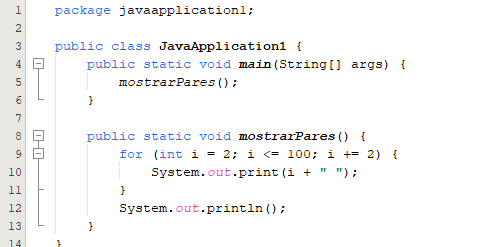 1 package javaapplication1;
2
3 public class JavaApplication1 {
4 public static void main(String[] args) {
5 mostrarPares();
6 }
7
8 public static void mostrarPares() {
9 for (int i = 2; i <= 100; i += 2) {
10 System.out.print(i + " ");
11 }
12 System.out.println();
13 }
14 }